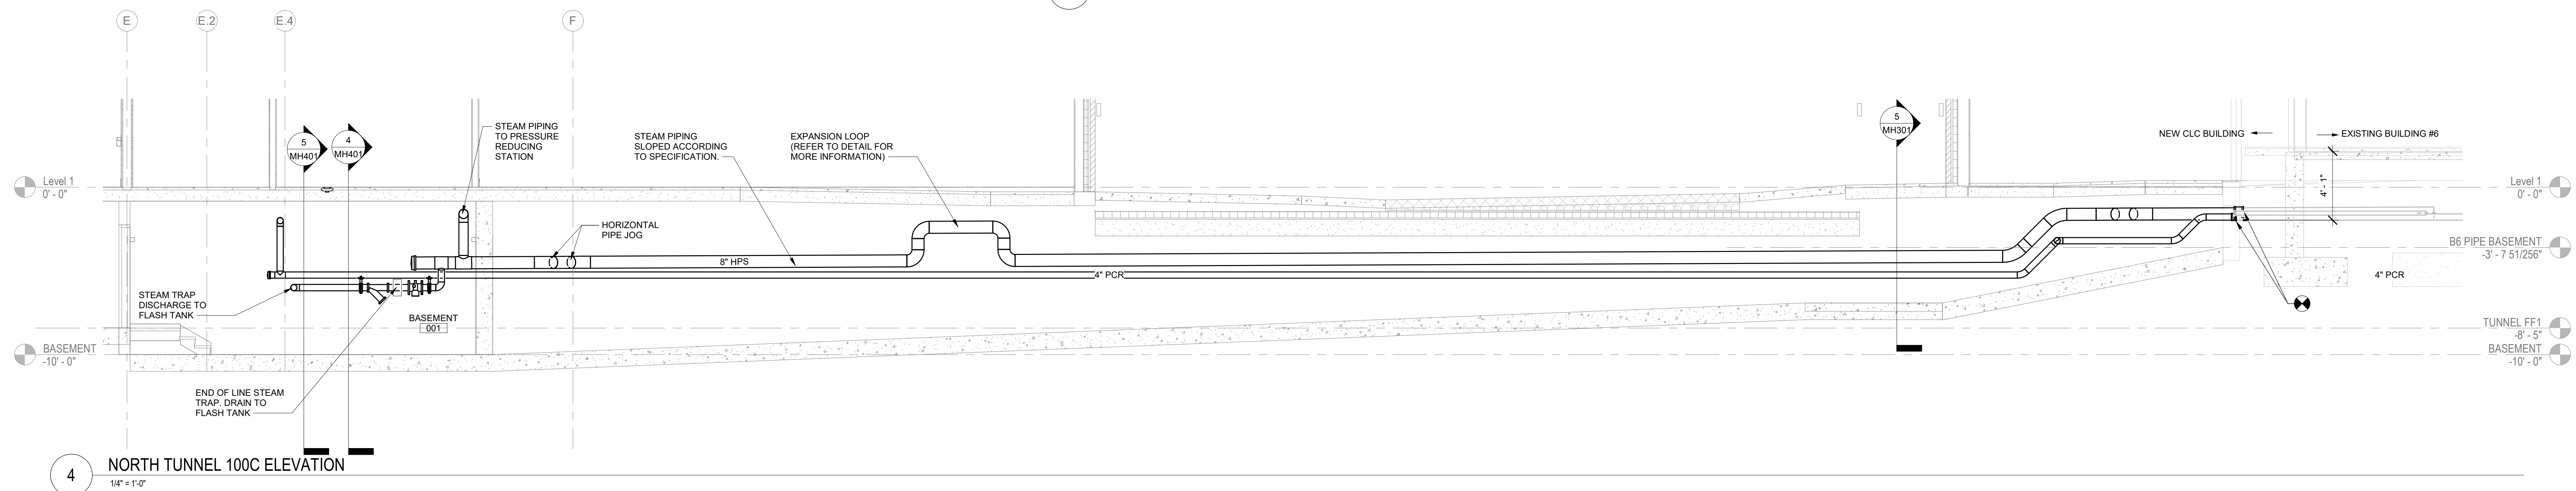 E
E.2
E.4
F
STEAM PIPING
TO PRESSURE
REDUCING
STATION
STEAM PIPING
SLOPED ACCORDING
TO SPECIFICATION.
EXPANSION LOOP
(REFER TO DETAIL FOR
MORE INFORMATION)
5
MH401
4
MH401
5
MH301
NEW CLC BUILDING
EXISTING BUILDING #6
Level 1
0' - 0"
4' - 1"
Level 1
0' - 0"
HORIZONTAL
PIPE JOG
8" HPS
4" PCR
B6 PIPE BASEMENT
-3' - 7 51/256"
4" PCR
STEAM TRAP
DISCHARGE TO
FLASH TANK
BASEMENT
001
TUNNEL FF1
-8' - 5"
BASEMENT
-10' - 0"
BASEMENT
-10' - 0"
END OF LINE STEAM
TRAP. DRAIN TO
FLASH TANK
4
NORTH TUNNEL 100C ELEVATION
1/4" = 1'-0"